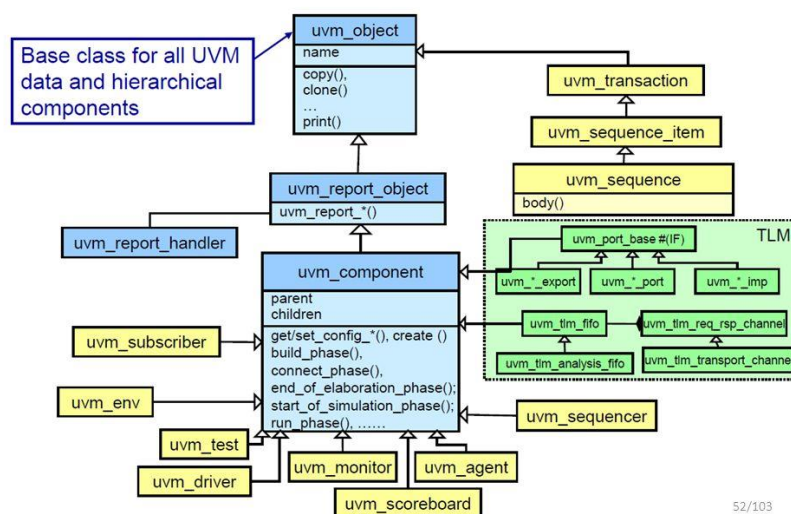 uvm_object
name
copy(),
clone()
…
print()
Base class for all UVM
data and hierarchical
components
uvm_transaction
uvm_sequence_item
uvm_sequence
body()
uvm_report_object
uvm_report_*()
uvm_report_handler
TLM
uvm_port_base #(IF)
uvm_*_export
uvm_*_port
uvm_*_imp
uvm_tlm_fifo
uvm_tlm_req_rsp_channel
uvm_tlm_analysis_fifo
uvm_tlm_transport_channel
uvm_component
parent
children
get/set_config_*(), create ()
build_phase(),
connect_phase(),
end_of_elaboration_phase();
start_of_simulation_phase();
run_phase(), ……
uvm_subscriber
uvm_env
uvm_test
uvm_driver
uvm_monitor
uvm_scoreboard
uvm_agent
uvm_sequencer
52/103